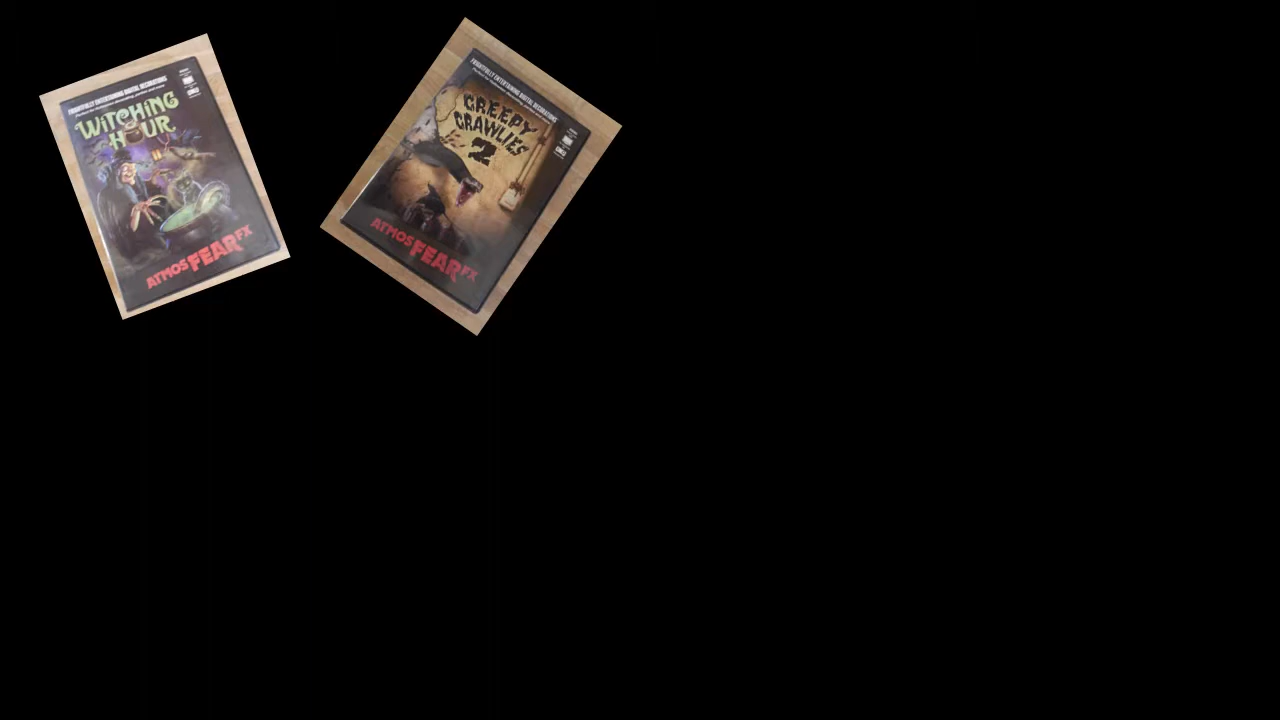 FRIGHTFULLY ENTERTAINING DIGITAL DECORATIONS
WITCHING
HOUR
ATMOSFEARFX
FRIGHTFULLY ENTERTAINING DIGITAL DECORATIONS
CREEPY
CRAWLIES
2
ATMOSFEARFX